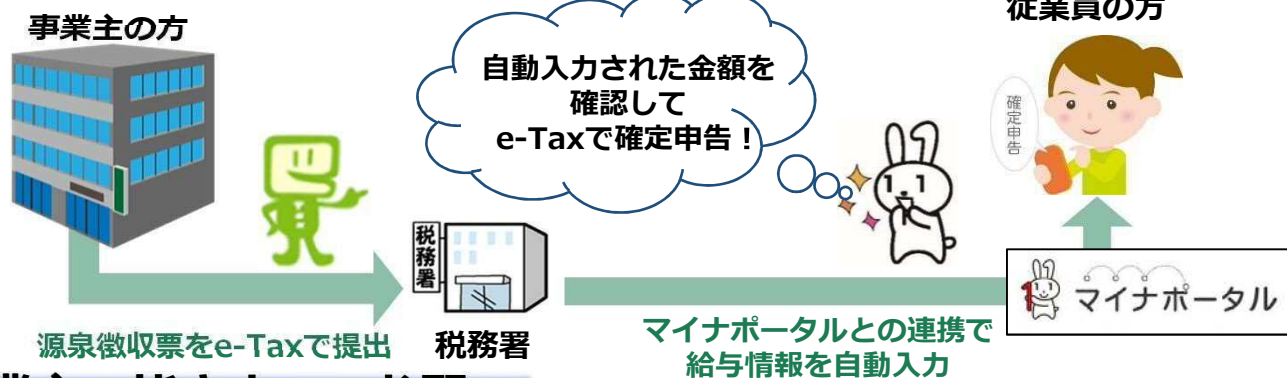 事業主の方
従業員の方
自動入力された金額を
確認して
e-Taxで確定申告！
確定申告
税務署
マイナポータル
源泉徴収票をe-Taxで提出
税務署
マイナポータルとの連携で
給与情報を自動入力